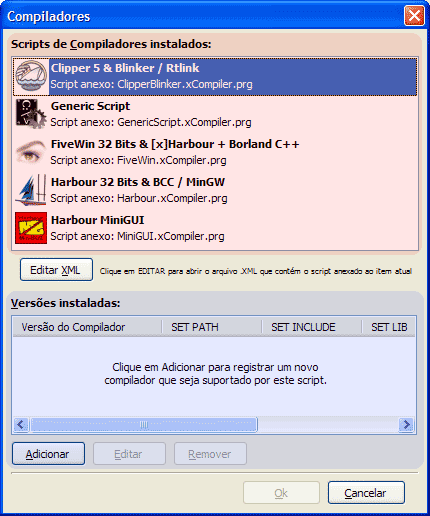 Compiladores
Scripts de Compiladores instalados:
Clipper 5 & Blinker / Rtlink
Script anexo: ClipperBlinker.xCompiler.prg
Generic Script
Script anexo: GenericScript.xCompiler.prg
FiveWin 32 Bits & [x]Harbour + Borland C++
Script anexo: FiveWin.xCompiler.prg
Harbour 32 Bits & BCC / MinGW
Script anexo: Harbour.xCompiler.prg
Harbour MiniGUI
Script anexo: MiniGUI.xCompiler.prg
Editar XML Clique em EDITAR para abrir o arquivo .XML que contém o script anexado ao item atual
Versões instaladas:
Versão do Compilador SET PATH SET INCLUDE SET LIB
Clique em Adicionar para registrar um novo
compilador que seja suportado por este script.
Adicionar Editar Remover
Ok Cancelar